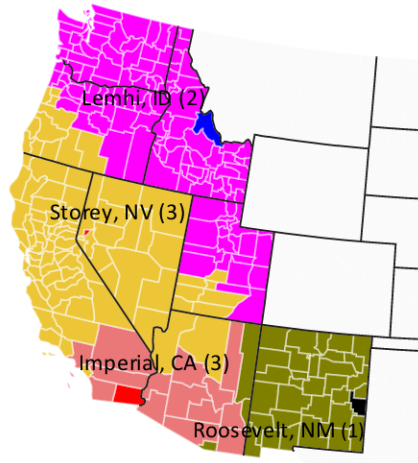 Lemhi, ID (2)
Storey, NV (3)
Imperial, CA (3)
Roosevelt, NM (1)